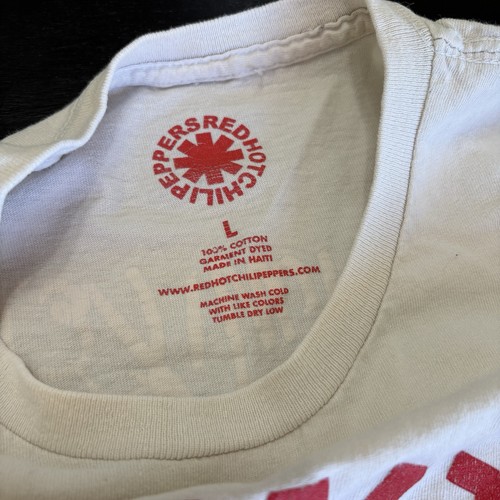 REDHOTCHILIPEPPERS
L
100% COTTON
GARMENT DYED
MADE IN HAITI
WWW.REDHOTCHILIPEPPERS.COM
MACHINE WASH COLD
WITH LIKE COLORS
TUMBLE DRY LOW